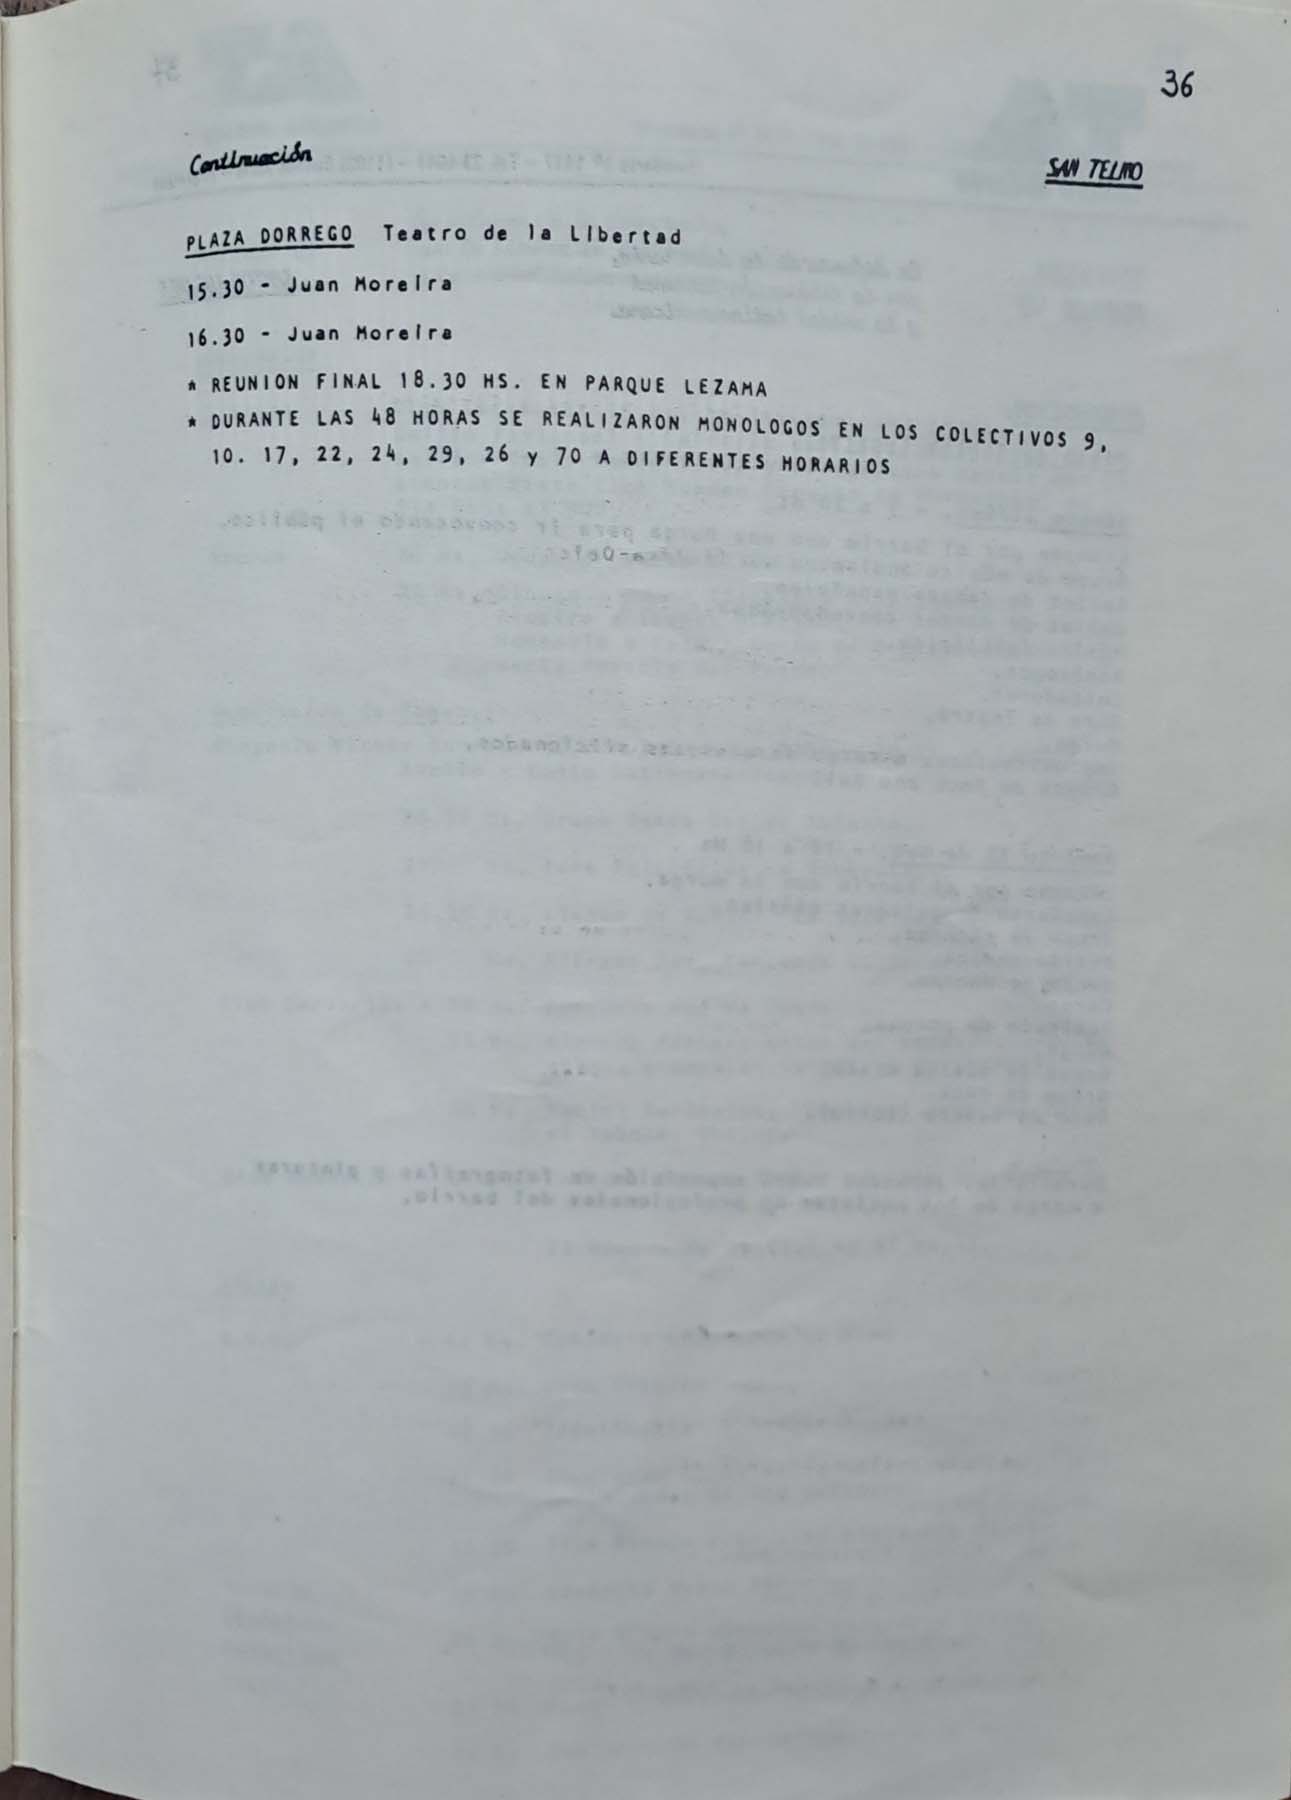 36
Continuación
SAN TELMO
PLAZA DORREGO Teatro de la Libertad
15.30 - Juan Moreira
16.30 - Juan Moreira
* REUNION FINAL 18.30 HS. EN PARQUE LEZAMA
* DURANTE LAS 48 HORAS SE REALIZARON MONOLOGOS EN LOS COLECTIVOS 9,
10. 17, 22, 24, 29, 26 y 70 A DIFERENTES HORARIOS